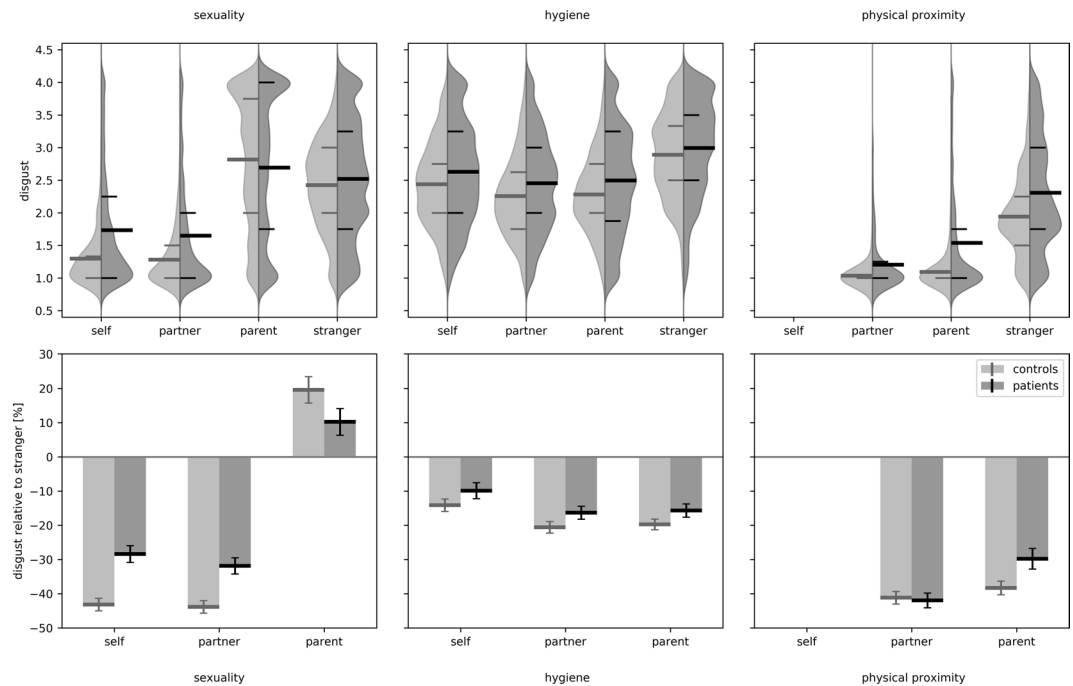 sexuality
hygiene
physical proximity
disgust
4.5
4.0
3.5
3.0
2.5
2.0
1.5
1.0
0.5
self
partner
parent
stranger
self
partner
parent
stranger
self
partner
parent
stranger
disgust relative to stranger [%]
30
20
10
0
−10
−20
−30
−40
−50
controls
patients
self
partner
parent
self
partner
parent
self
partner
parent
sexuality
hygiene
physical proximity